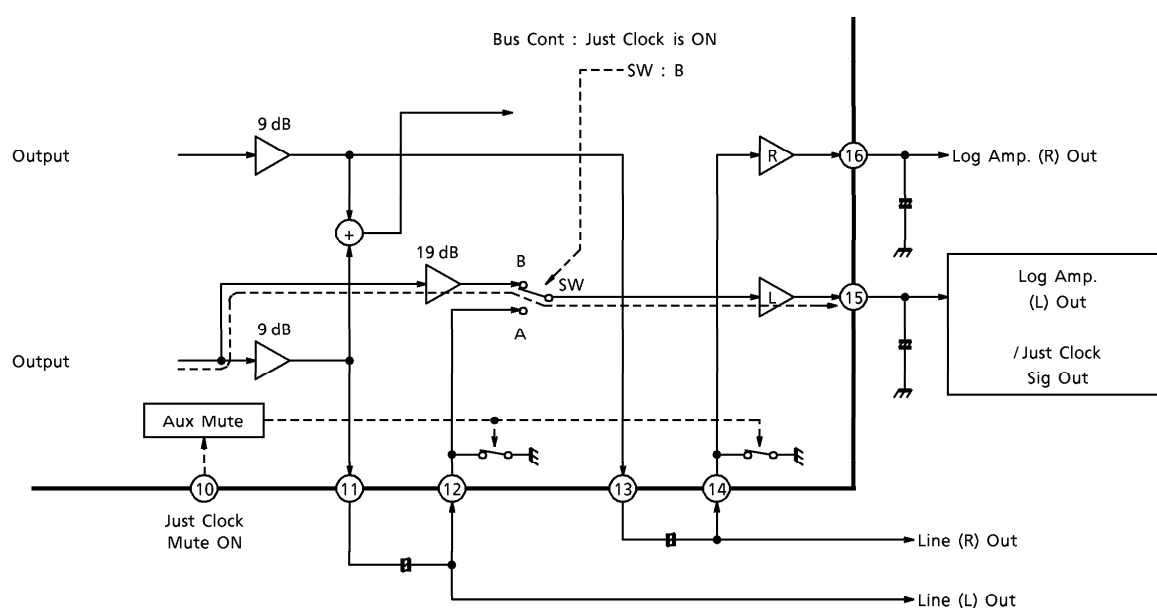 Bus Cont : Just Clock is ON
SW : B
9 dB
Output
R
16
Log Amp. (R) Out
+
19 dB
B
SW
L
15
Log Amp.
(L) Out
/Just Clock
Sig Out
A
9 dB
Output
Aux Mute
10
11
12
13
14
Just Clock
Mute ON
Line (R) Out
Line (L) Out